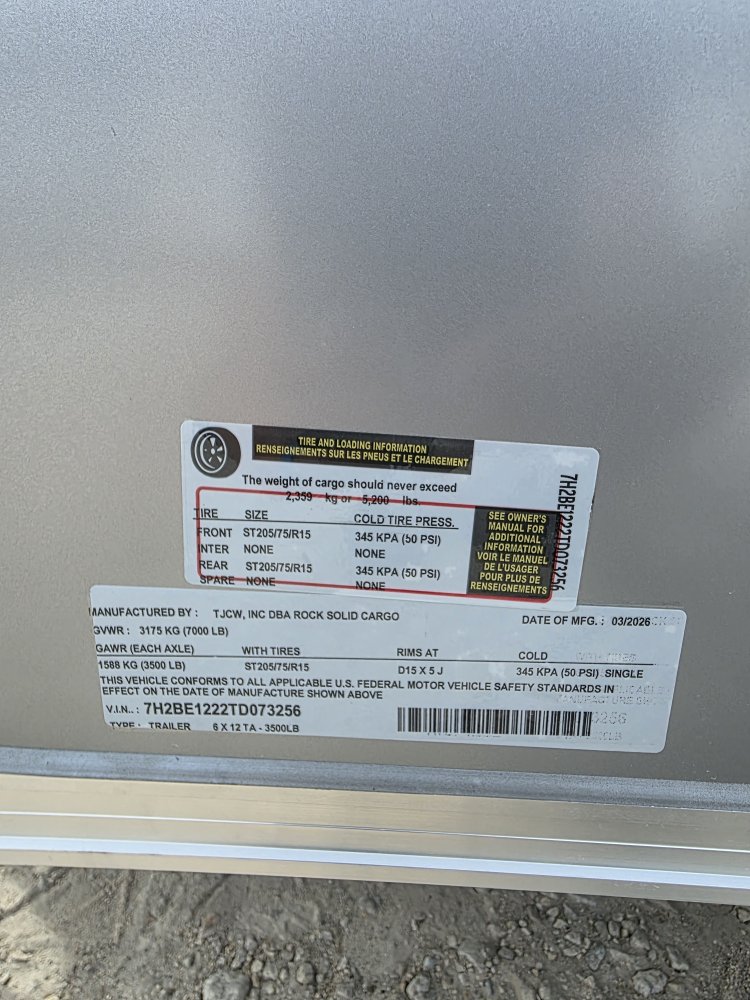 TIRE AND LOADING INFORMATION
RENSEIGNEMENTS SUR LES PNEUS ET LE CHARGEMENT
The weight of cargo should never exceed
2,359 kg or 5,200 lbs.
TIRE SIZE COLD TIRE PRESS.
FRONT ST205/75/R15 345 KPA (50 PSI)
INTER NONE NONE
REAR ST205/75/R15 345 KPA (50 PSI)
SPARE NONE NONE
SEE OWNER'S
MANUAL FOR
ADDITIONAL
INFORMATION
VOIR LE MANUEL
DE L'USAGER
POUR PLUS DE
RENSEIGNEMENTS
7H2BE1222TD073256
MANUFACTURED BY : TJCW, INC DBA ROCK SOLID CARGO DATE OF MFG. : 03/2026
GVWR : 3175 KG (7000 LB)
GAWR (EACH AXLE) WITH TIRES RIMS AT COLD
1588 KG (3500 LB) ST205/75/R15 D15 X 5 J 345 KPA (50 PSI) SINGLE
THIS VEHICLE CONFORMS TO ALL APPLICABLE U.S. FEDERAL MOTOR VEHICLE SAFETY STANDARDS IN
EFFECT ON THE DATE OF MANUFACTURE SHOWN ABOVE
V.I.N.. : 7H2BE1222TD073256
TYPE : TRAILER 6 X 12 TA - 3500LB